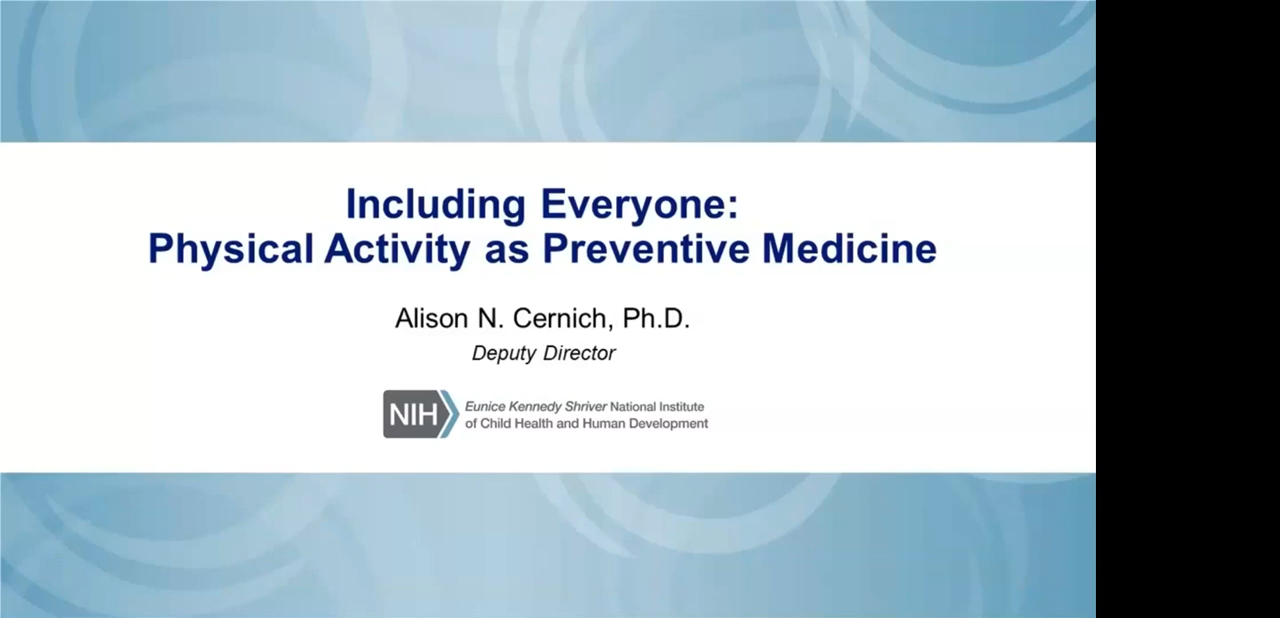 Including Everyone:
Physical Activity as Preventive Medicine
Alison N. Cernich, Ph.D.
Deputy Director
NIH
Eunice Kennedy Shriver National Institute
of Child Health and Human Development